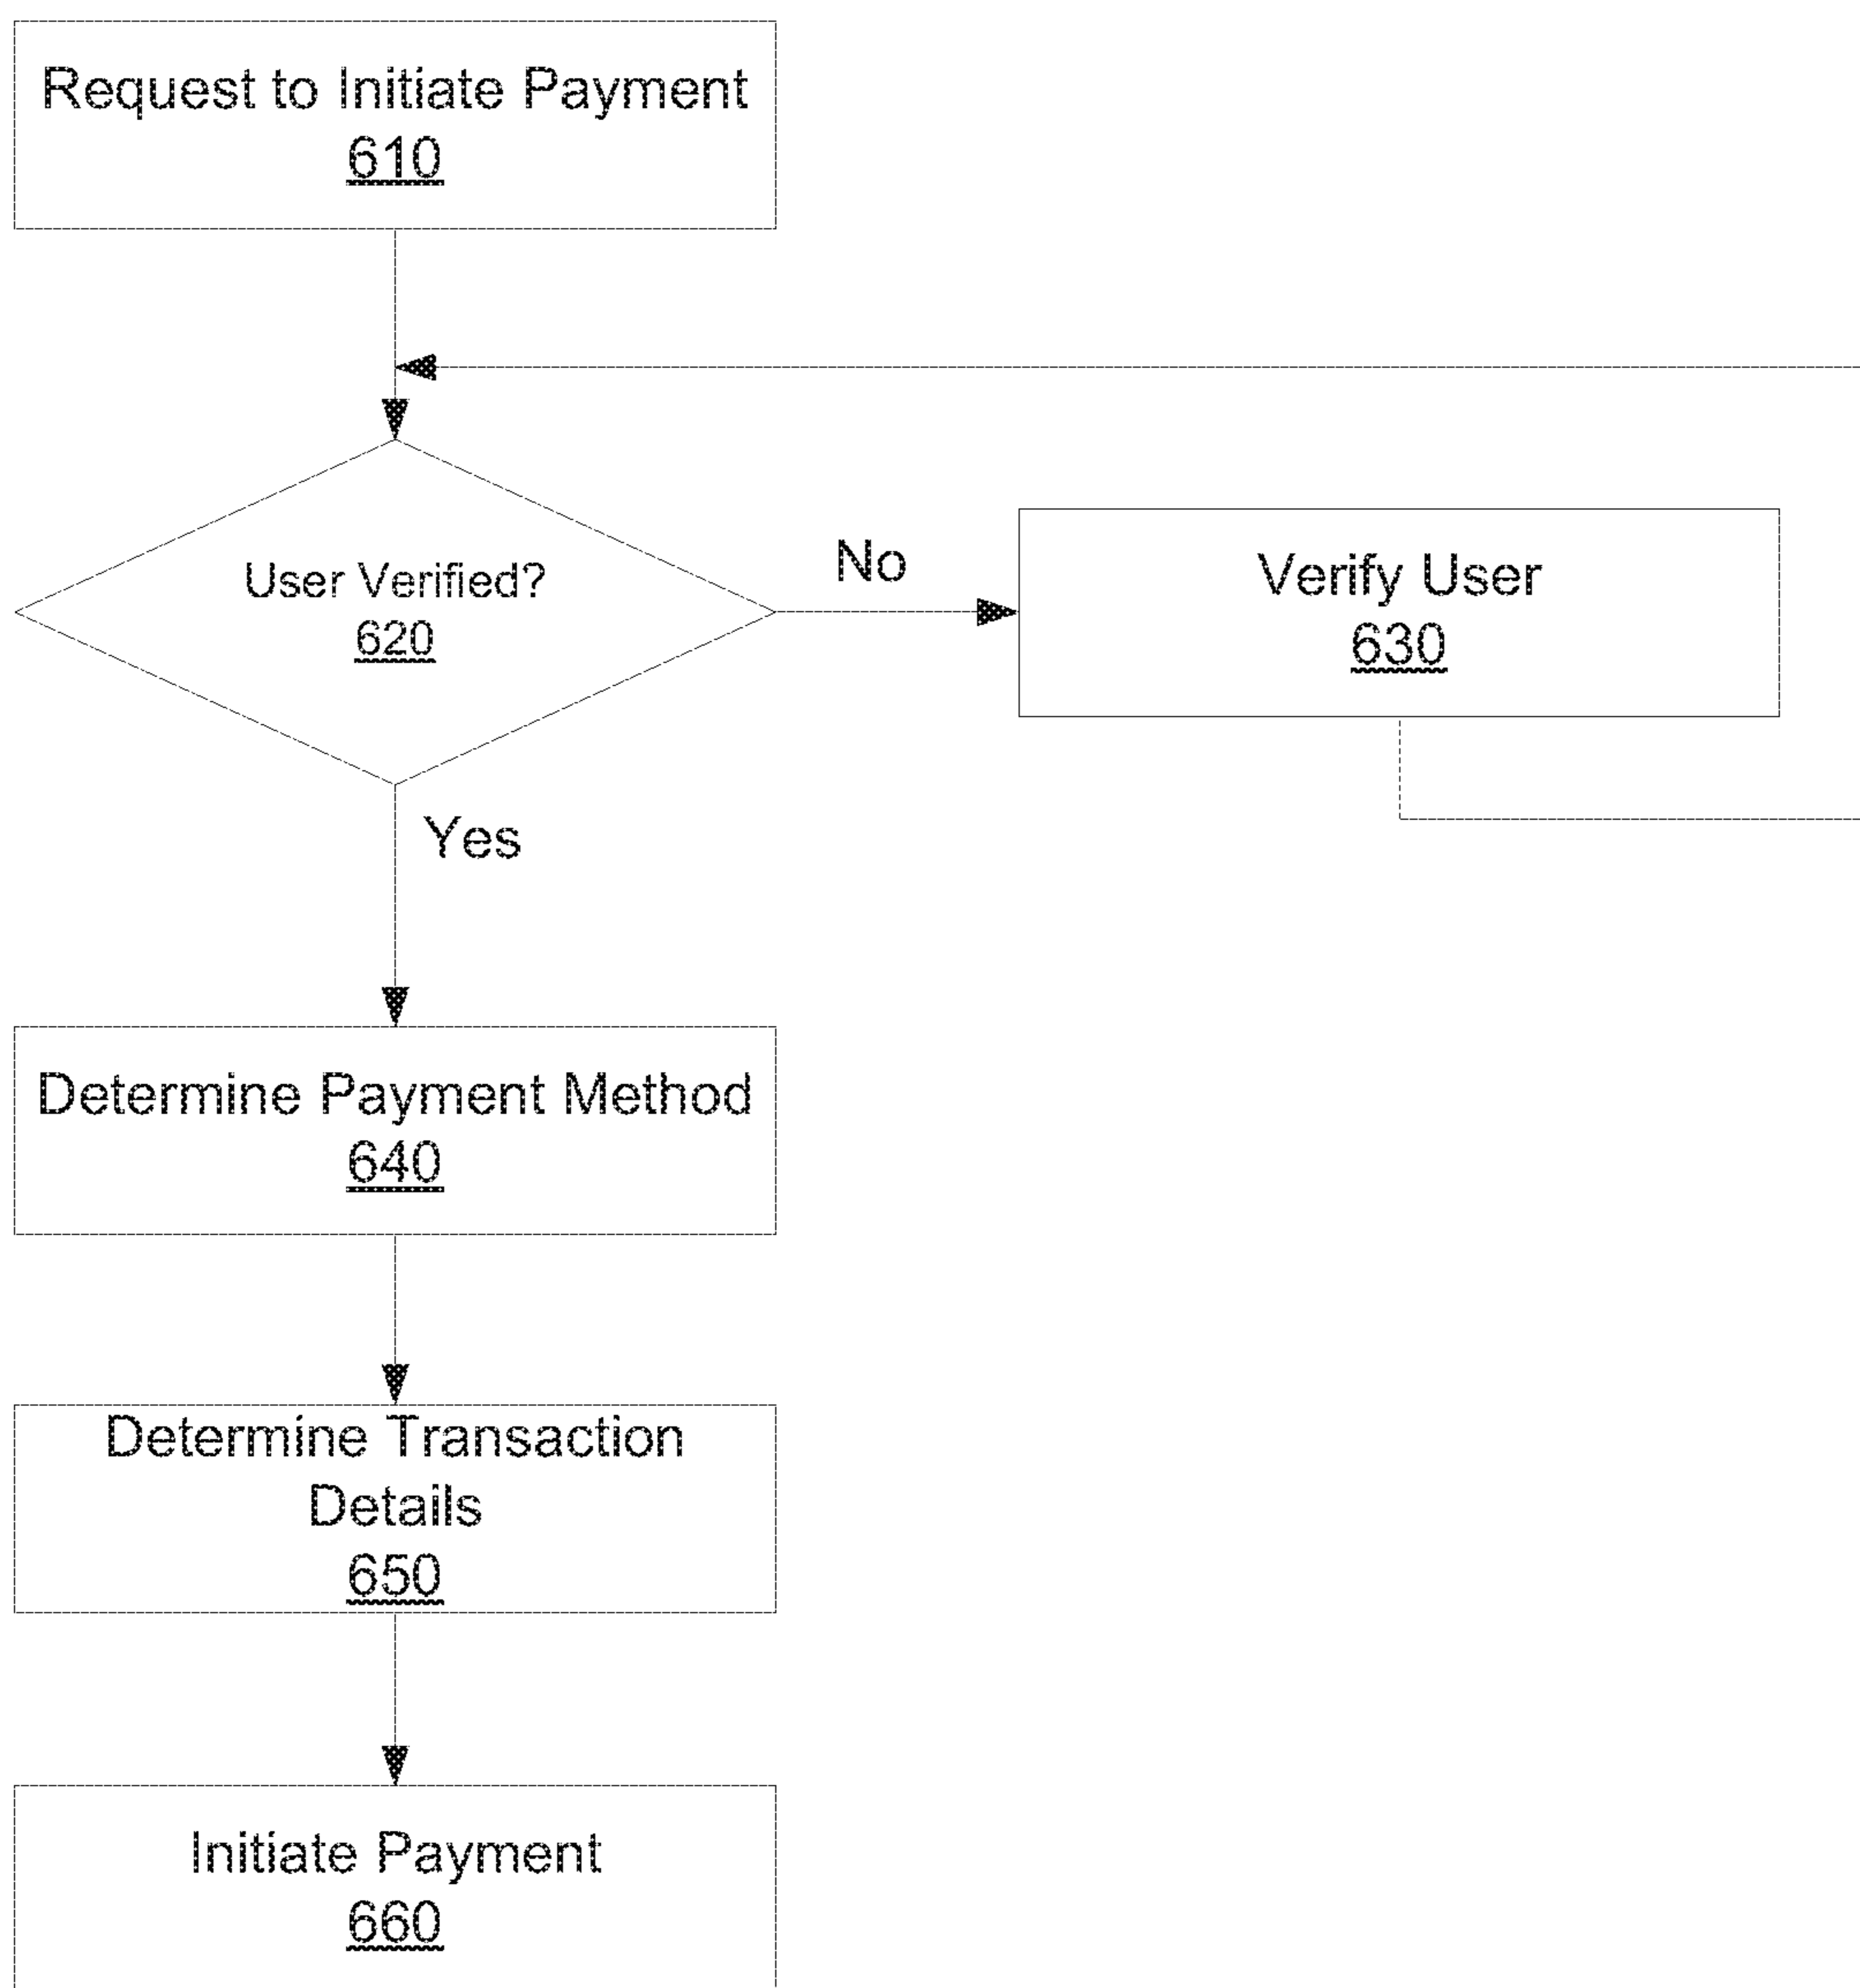 Request to Initiate Payment
610
User Verified?
620
No
Verify User
630
Yes
Determine Payment Method
640
Determine Transaction
Details
650
Initiate Payment
660